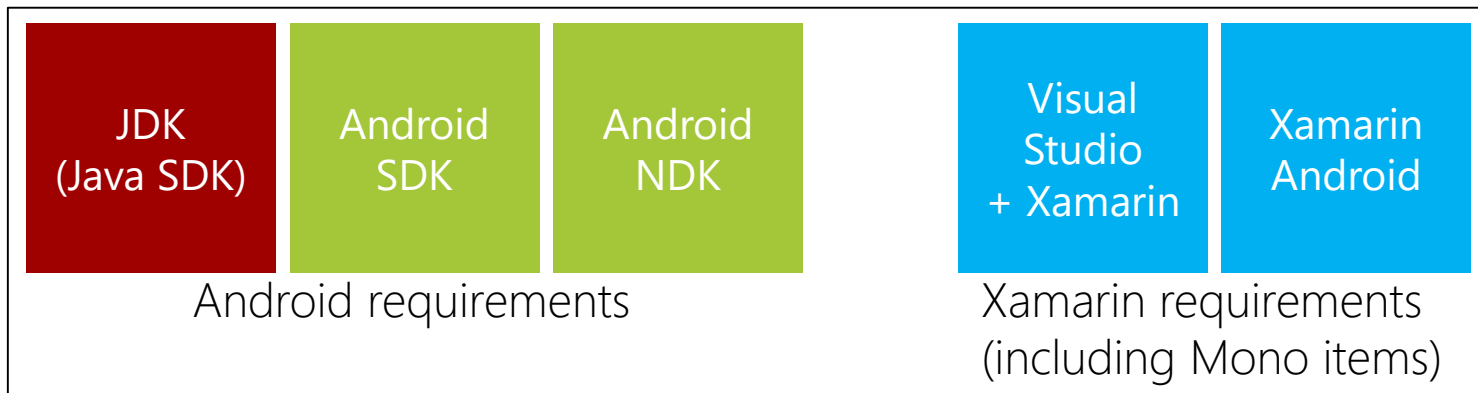 JDK
(Java SDK)
Android
SDK
Android
NDK
Android requirements
Visual
Studio
+ Xamarin
Xamarin
Android
Xamarin requirements
(including Mono items)